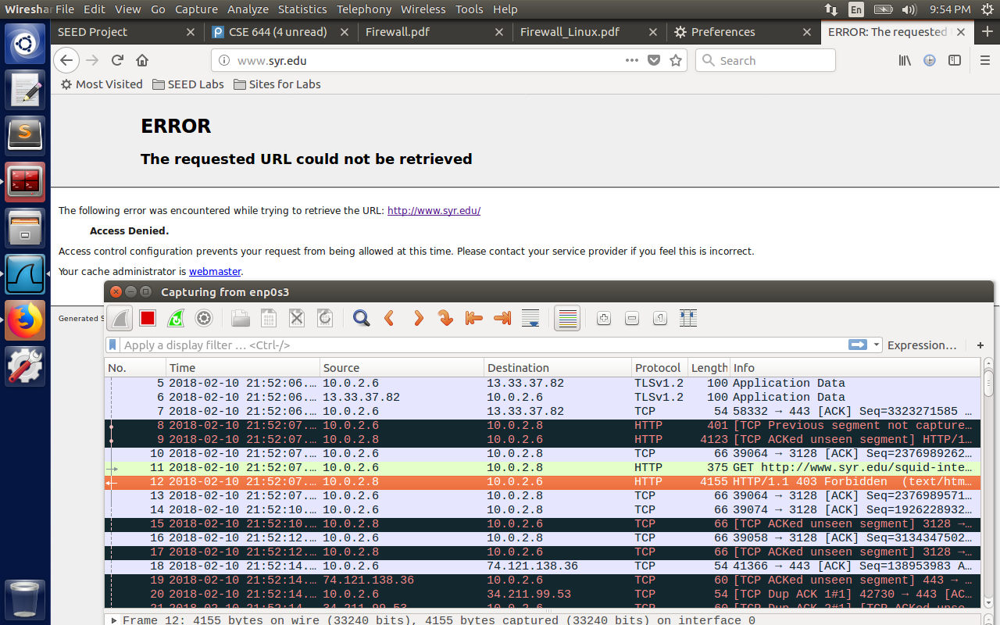 Wireshar File Edit View Go Capture Analyze Statistics Telephony Wireless Tools Help En 9:54 PM
SEED Project CSE 644 (4 unread) Firewall.pdf Firewall_Linux.pdf Preferences ERROR: The requested
www.syr.edu Search
Most Visited SEED Labs Sites for Labs
ERROR
The requested URL could not be retrieved
The following error was encountered while trying to retrieve the URL: http://www.syr.edu/
Access Denied.
Access control configuration prevents your request from being allowed at this time. Please contact your service provider if you feel this is incorrect.
Your cache administrator is webmaster.
Generated S
Capturing from enp0s3
Apply a display filter … <Ctrl-/> Expression… +
No. Time Source Destination Protocol Length Info
5 2018-02-10 21:52:06.… 10.0.2.6 13.33.37.82 TLSv1.2 100 Application Data
6 2018-02-10 21:52:06.… 13.33.37.82 10.0.2.6 TLSv1.2 100 Application Data
7 2018-02-10 21:52:06.… 10.0.2.6 13.33.37.82 TCP 54 58332 → 443 [ACK] Seq=3323271585 …
8 2018-02-10 21:52:07.… 10.0.2.6 10.0.2.8 HTTP 401 [TCP Previous segment not capture…
9 2018-02-10 21:52:07.… 10.0.2.8 10.0.2.6 HTTP 4123 [TCP ACKed unseen segment] HTTP/1…
10 2018-02-10 21:52:07.… 10.0.2.6 10.0.2.8 TCP 66 39064 → 3128 [ACK] Seq=2376989262…
11 2018-02-10 21:52:07.… 10.0.2.6 10.0.2.8 HTTP 375 GET http://www.syr.edu/squid-inte…
12 2018-02-10 21:52:07.… 10.0.2.8 10.0.2.6 HTTP 4155 HTTP/1.1 403 Forbidden (text/htm…
13 2018-02-10 21:52:07.… 10.0.2.6 10.0.2.8 TCP 66 39064 → 3128 [ACK] Seq=2376989571…
14 2018-02-10 21:52:10.… 10.0.2.6 10.0.2.8 TCP 66 39074 → 3128 [ACK] Seq=1926228932…
15 2018-02-10 21:52:10.… 10.0.2.8 10.0.2.6 TCP 66 [TCP ACKed unseen segment] 3128 →…
16 2018-02-10 21:52:12.… 10.0.2.6 10.0.2.8 TCP 66 39058 → 3128 [ACK] Seq=3134347502…
17 2018-02-10 21:52:12.… 10.0.2.8 10.0.2.6 TCP 66 [TCP ACKed unseen segment] 3128 →…
18 2018-02-10 21:52:14.… 10.0.2.6 74.121.138.36 TCP 54 41366 → 443 [ACK] Seq=138953983 A…
19 2018-02-10 21:52:14.… 74.121.138.36 10.0.2.6 TCP 60 [TCP ACKed unseen segment] 443 → …
20 2018-02-10 21:52:14.… 10.0.2.6 34.211.99.53 TCP 54 [TCP Dup ACK 1#1] 42730 → 443 [AC…
21 2018-02-10 21:52:14.… 34.211.99.53 10.0.2.6 TCP 60 [TCP Dup ACK 2#1] [TCP ACKed unse…
Frame 12: 4155 bytes on wire (33240 bits), 4155 bytes captured (33240 bits) on interface 0